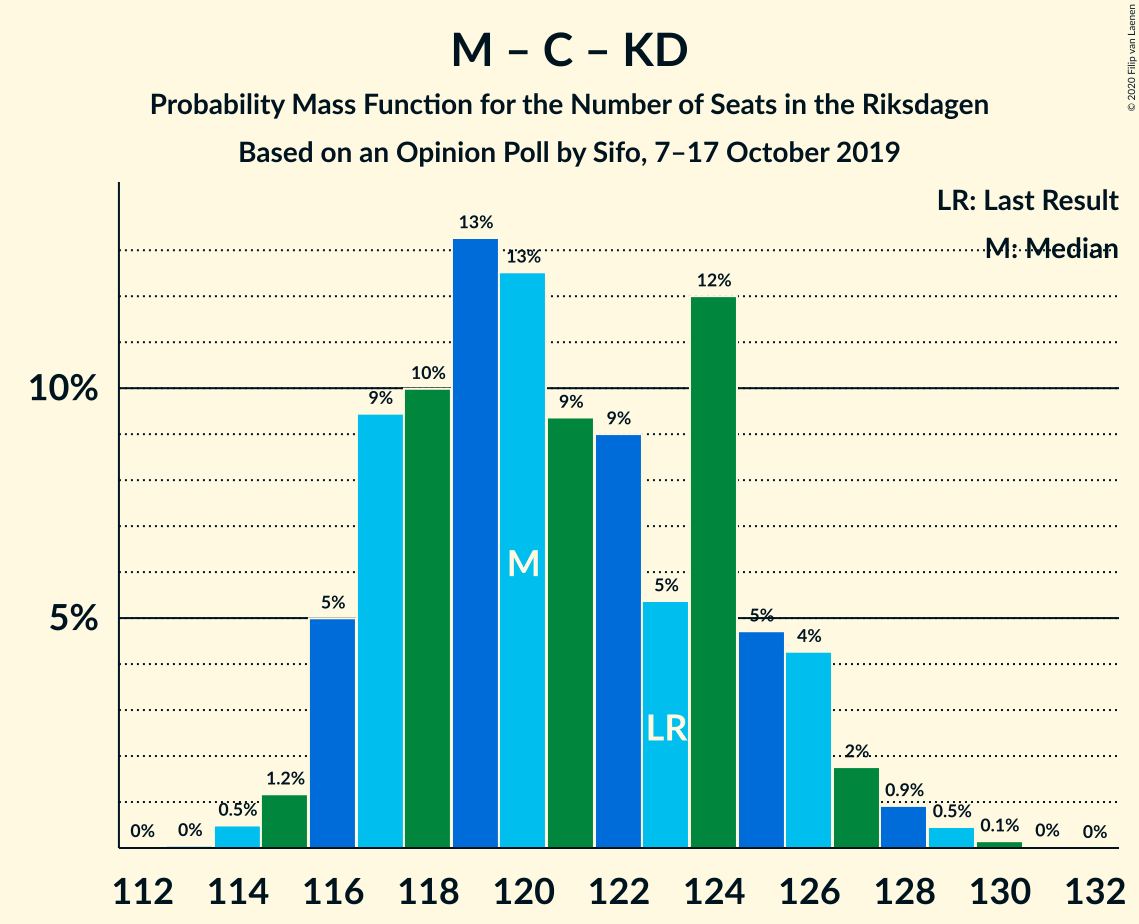 M – C – KD
Probability Mass Function for the Number of Seats in the Riksdagen
Based on an Opinion Poll by Sifo, 7–17 October 2019
© 2020 Filip van Laenen
LR: Last Result
M: Median
10%
5%
0%
0%
0.5%
1.2%
5%
9%
10%
13%
13%
9%
9%
5%
12%
5%
4%
2%
0.9%
0.5%
0.1%
0%
0%
M
LR
112 114 116 118 120 122 124 126 128 130 132